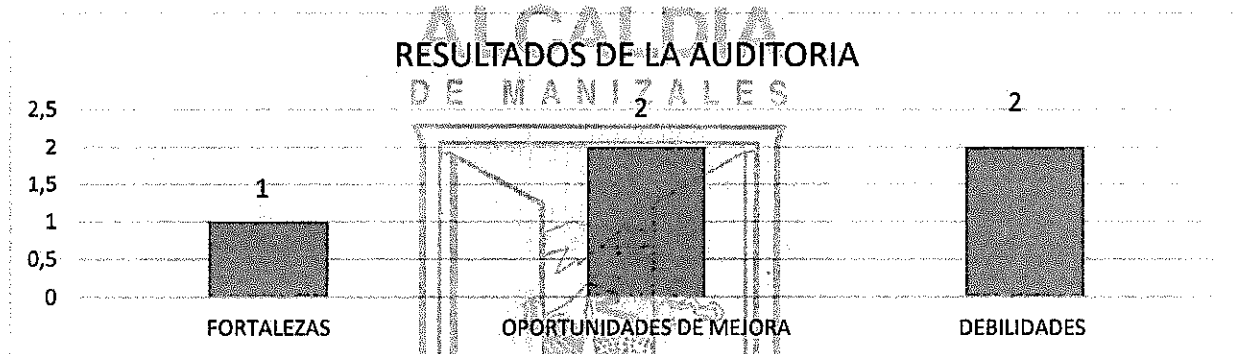 ALCALDIA
RESULTADOS DE LA AUDITORIA
DE MANIZALES
2,5
2
1,5
1
0,5
0
1
2
2
FORTALEZAS
OPORTUNIDADES DE MEJORA
DEBILIDADES